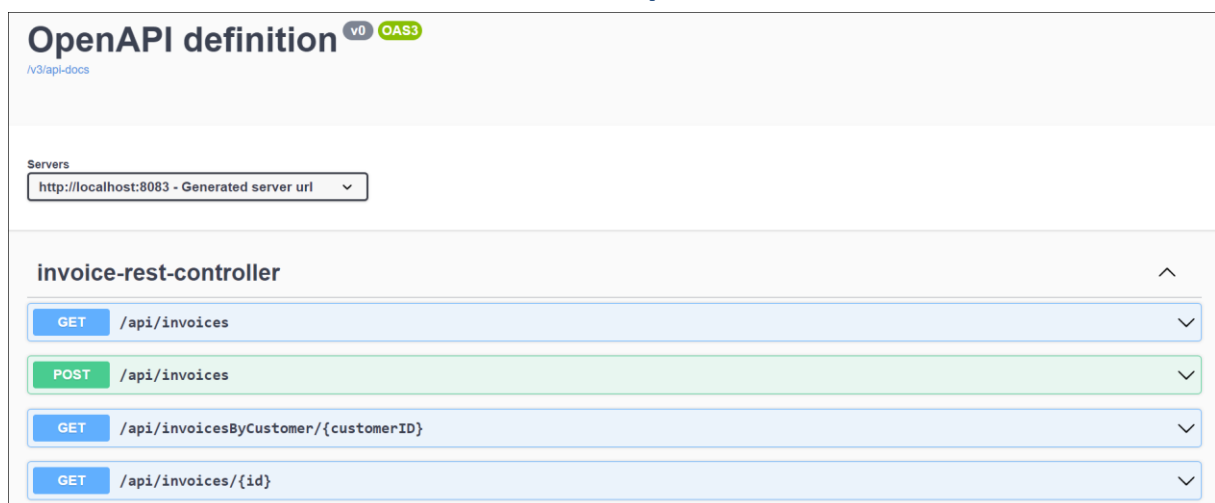 OpenAPI definition v0 OAS3
/v3/api-docs
Servers
http://localhost:8083 - Generated server url
invoice-rest-controller
GET /api/invoices
POST /api/invoices
GET /api/invoicesByCustomer/{customerID}
GET /api/invoices/{id}